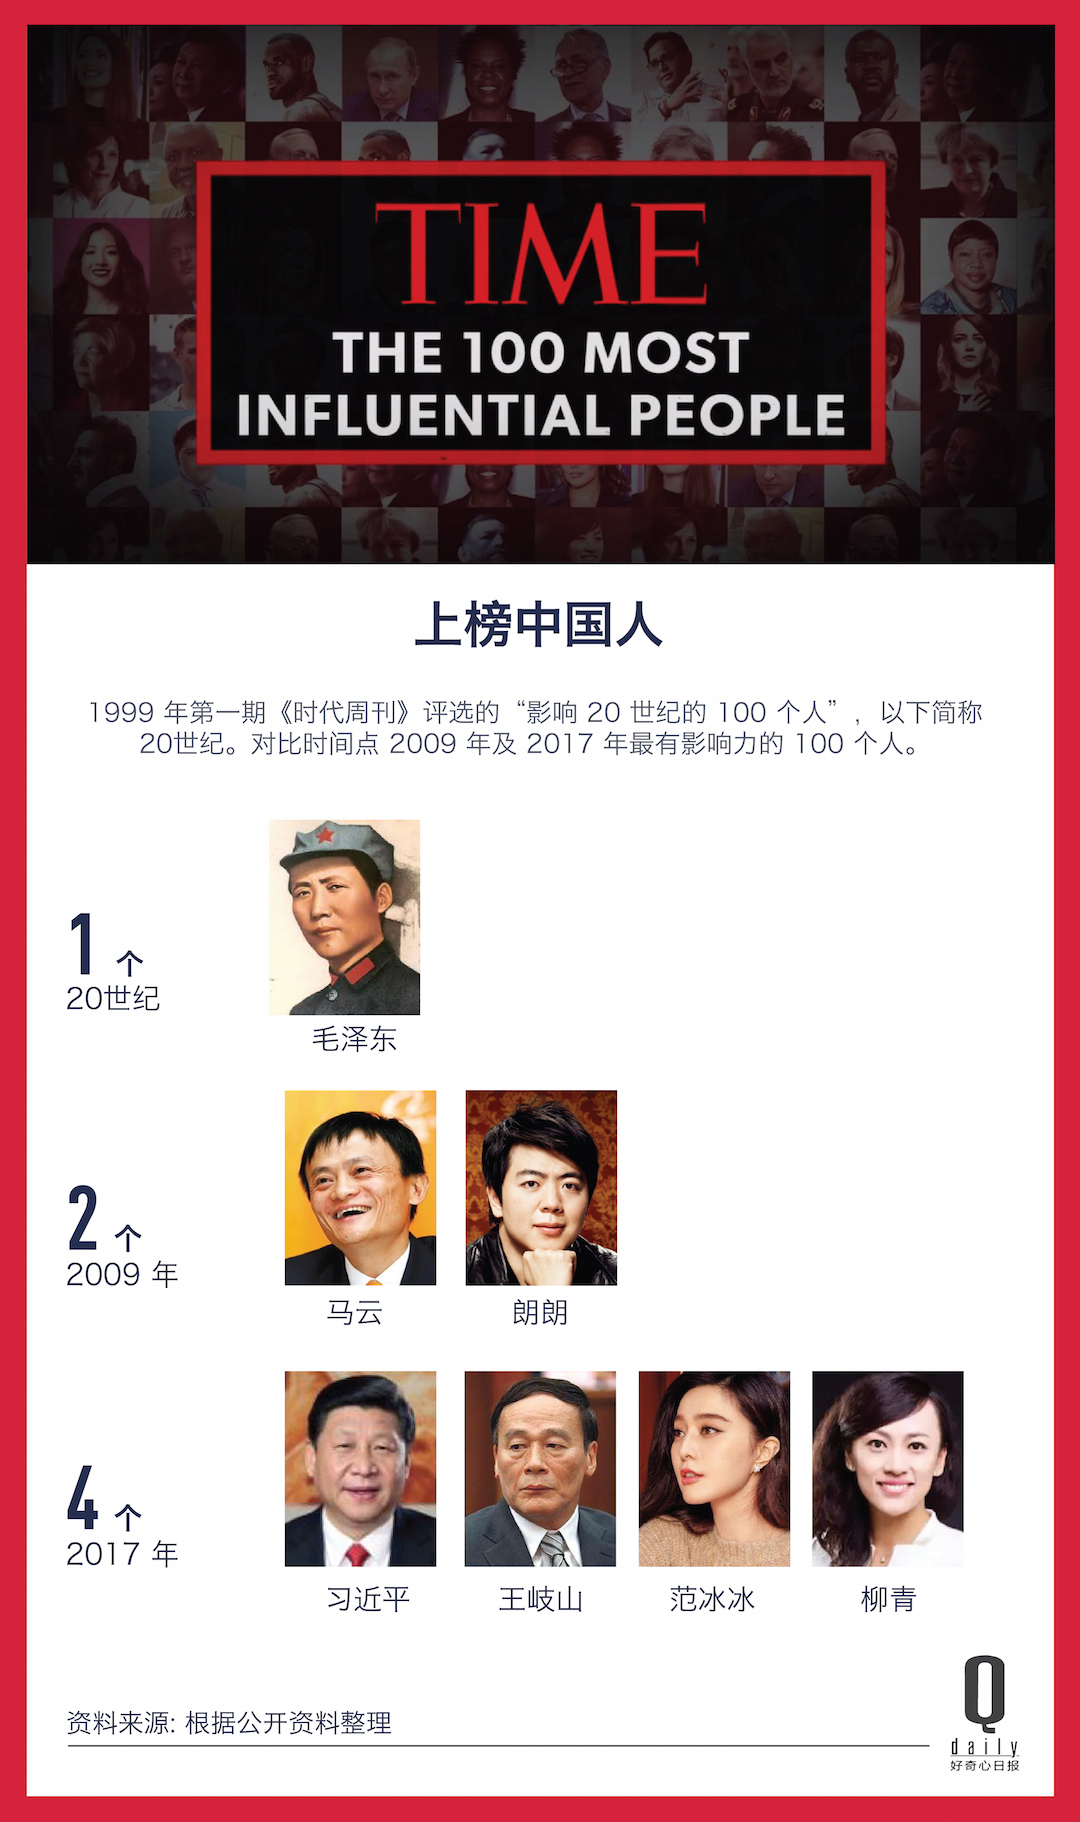 TIME
THE 100 MOST
INFLUENTIAL PEOPLE
上榜中国人
1999 年第一期《时代周刊》评选的“影响 20 世纪的 100 个人”，以下简称
20世纪。对比时间点 2009 年及 2017 年最有影响力的 100 个人。
1 个
20世纪
毛泽东
2 个
2009 年
马云
朗朗
4 个
2017 年
习近平
王岐山
范冰冰
柳青
资料来源: 根据公开资料整理
Q
daily
好奇心日报